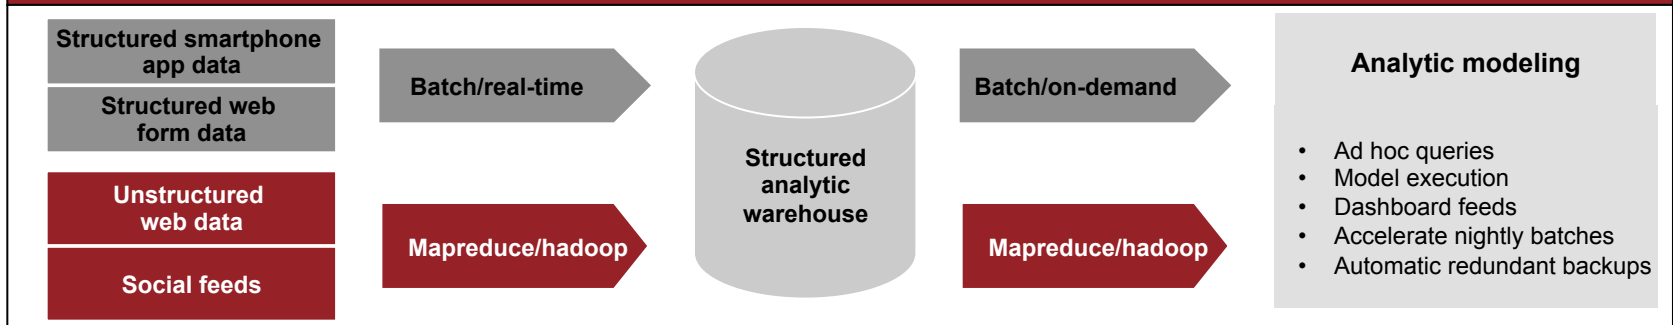 Structured smartphone
app data
Structured web
form data
Unstructured
web data
Social feeds
Batch/real-time
Mapreduce/hadoop
Structured
analytic
warehouse
Batch/on-demand
Mapreduce/hadoop
Analytic modeling
• Ad hoc queries
• Model execution
• Dashboard feeds
• Accelerate nightly batches
• Automatic redundant backups